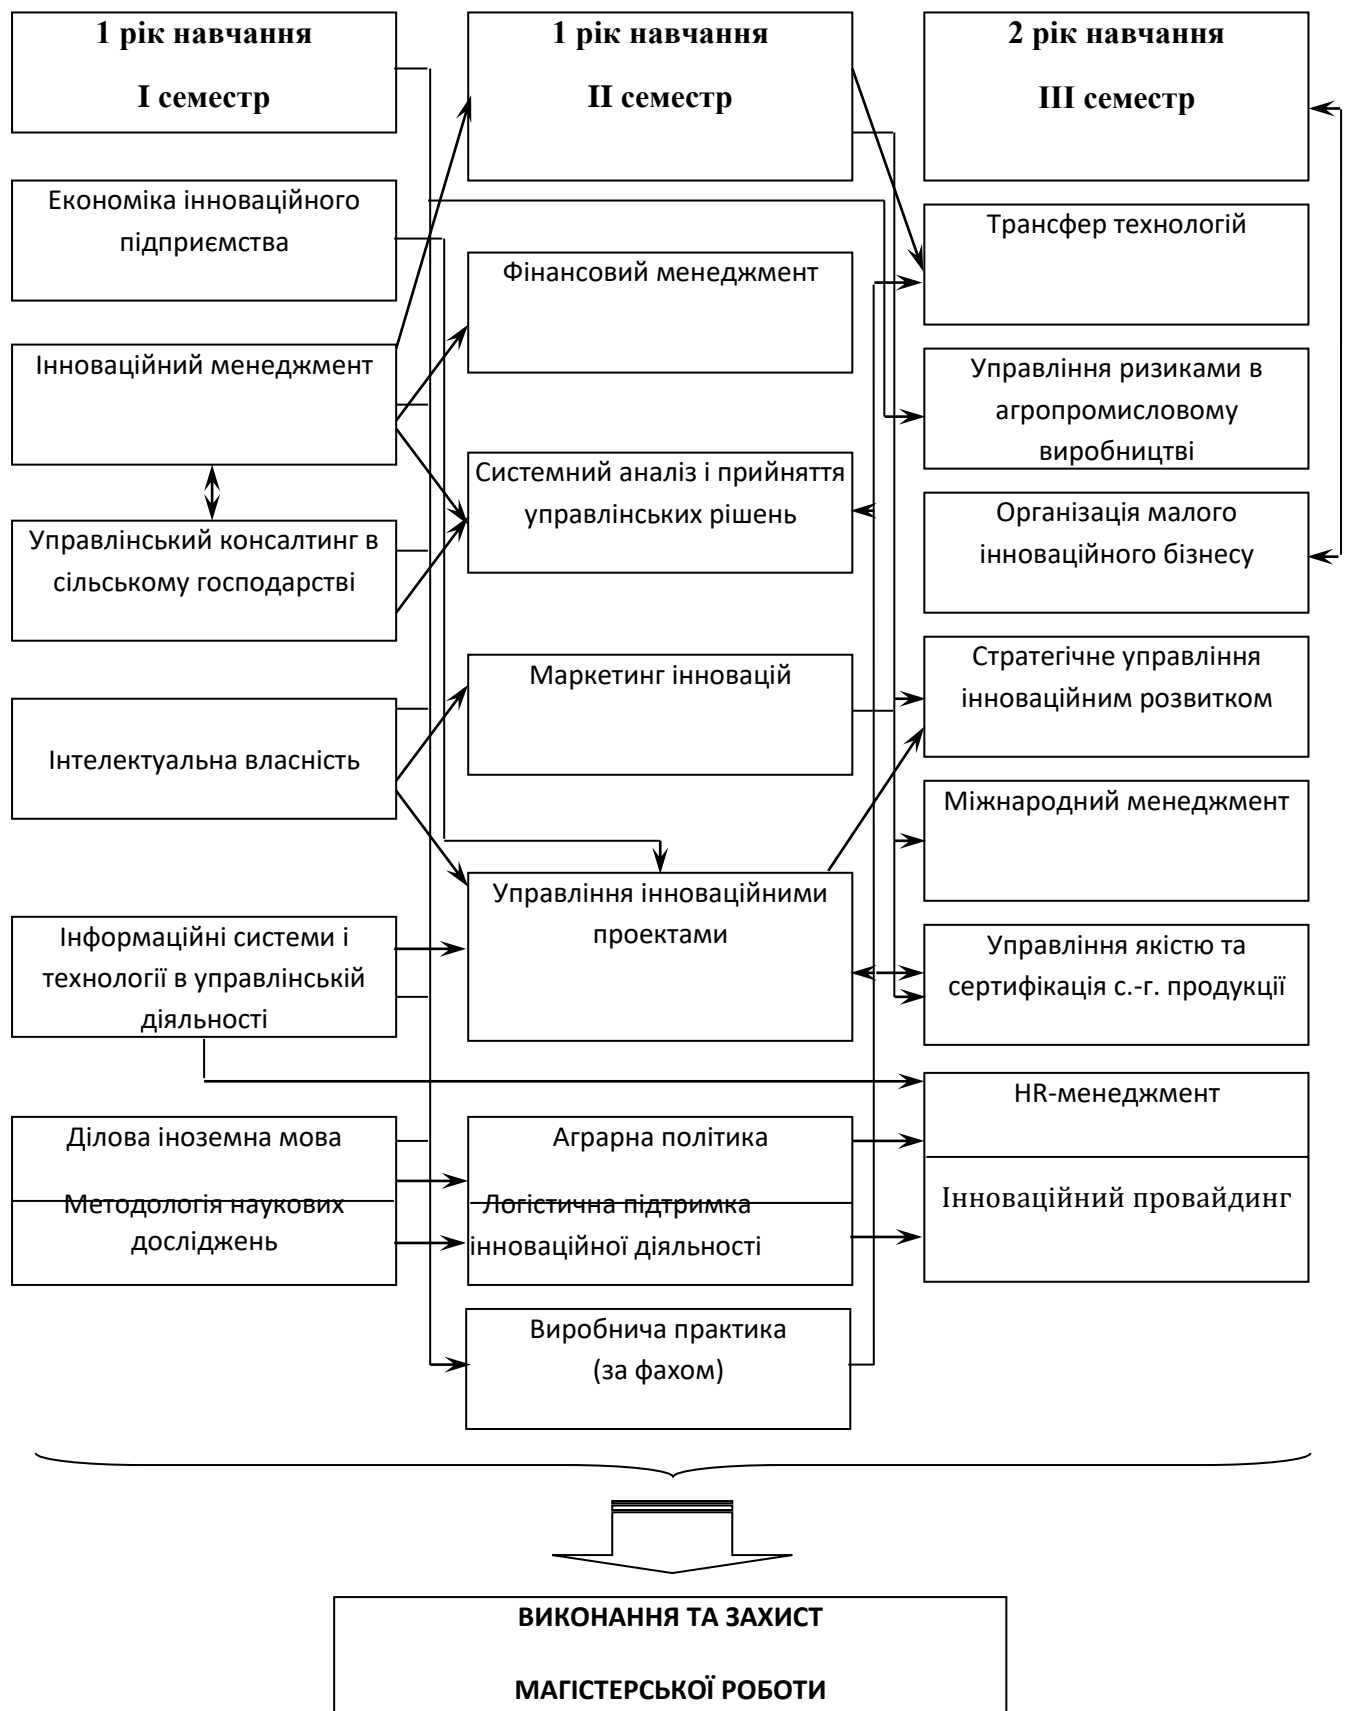 1 рік навчання
І семестр
Економіка інноваційного
підприємства
Інноваційний менеджмент
Управлінський консалтинг в
сільському господарстві
Інтелектуальна власність
Інформаційні системи і
технології в управлінській
діяльності
Ділова іноземна мова
Методологія наукових
досліджень
1 рік навчання
ІІ семестр
Фінансовий менеджмент
Системний аналіз і прийняття
управлінських рішень
Маркетинг інновацій
Управління інноваційними
проектами
Аграрна політика
Логістична підтримка
інноваційної діяльності
Виробнича практика
(за фахом)
2 рік навчання
ІІІ семестр
Трансфер технологій
Управління ризиками в
агропромисловому
виробництві
Організація малого
інноваційного бізнесу
Стратегічне управління
інноваційним розвитком
Міжнародний менеджмент
Управління якістю та
сертифікація с.-г. продукції
HR-менеджмент
Інноваційний провайдинг
ВИКОНАННЯ ТА ЗАХИСТ
МАГІСТЕРСЬКОЇ РОБОТИ